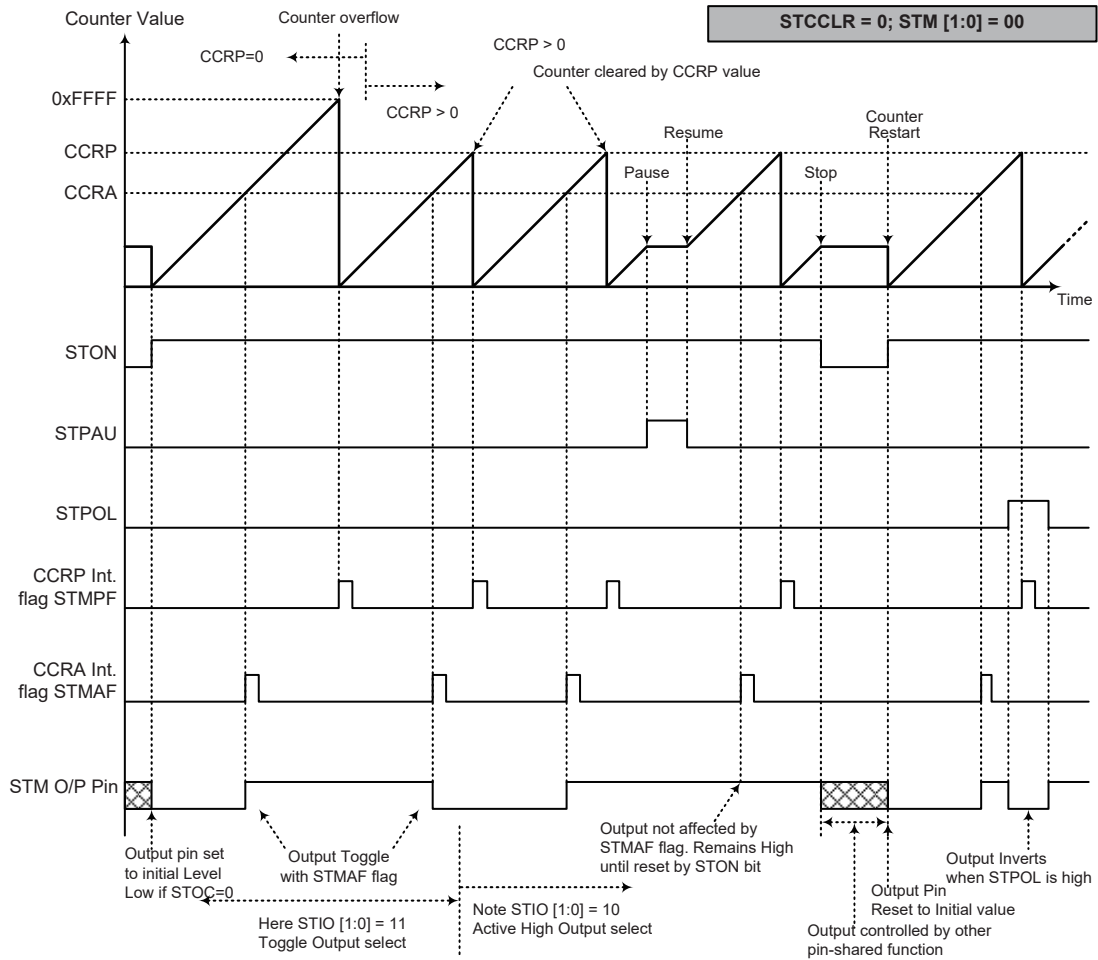 Counter Value
Counter overflow
STCCLR = 0; STM [1:0] = 00
CCRP=0
CCRP > 0
CCRP > 0
Counter cleared by CCRP value
0xFFFF
CCRP
CCRA
Pause
Resume
Stop
Counter
Restart
Time
STON
STPAU
STPOL
CCRP Int.
flag STMPF
CCRA Int.
flag STMAF
STM O/P Pin
Output pin set
to initial Level
Low if STOC=0
Output Toggle
with STMAF flag
Here STIO [1:0] = 11
Toggle Output select
Note STIO [1:0] = 10
Active High Output select
Output not affected by
STMAF flag. Remains High
until reset by STON bit
Output controlled by other
pin-shared function
Output Pin
Reset to Initial value
Output Inverts
when STPOL is high